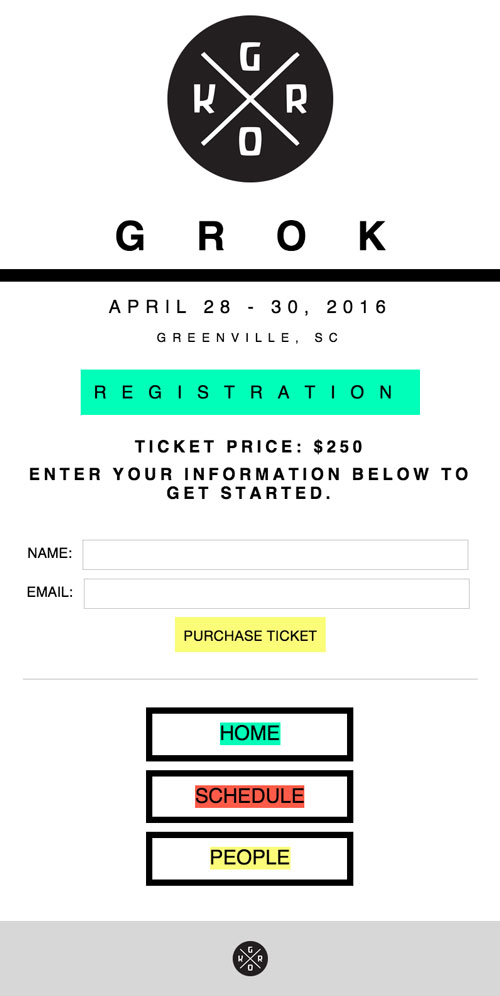 G
K R
O
GROK
APRIL 28 - 30, 2016
GREENVILLE, SC
REGISTRATION
TICKET PRICE: $250
ENTER YOUR INFORMATION BELOW TO
GET STARTED.
NAME:
EMAIL:
PURCHASE TICKET
HOME
SCHEDULE
PEOPLE
G
K R
O